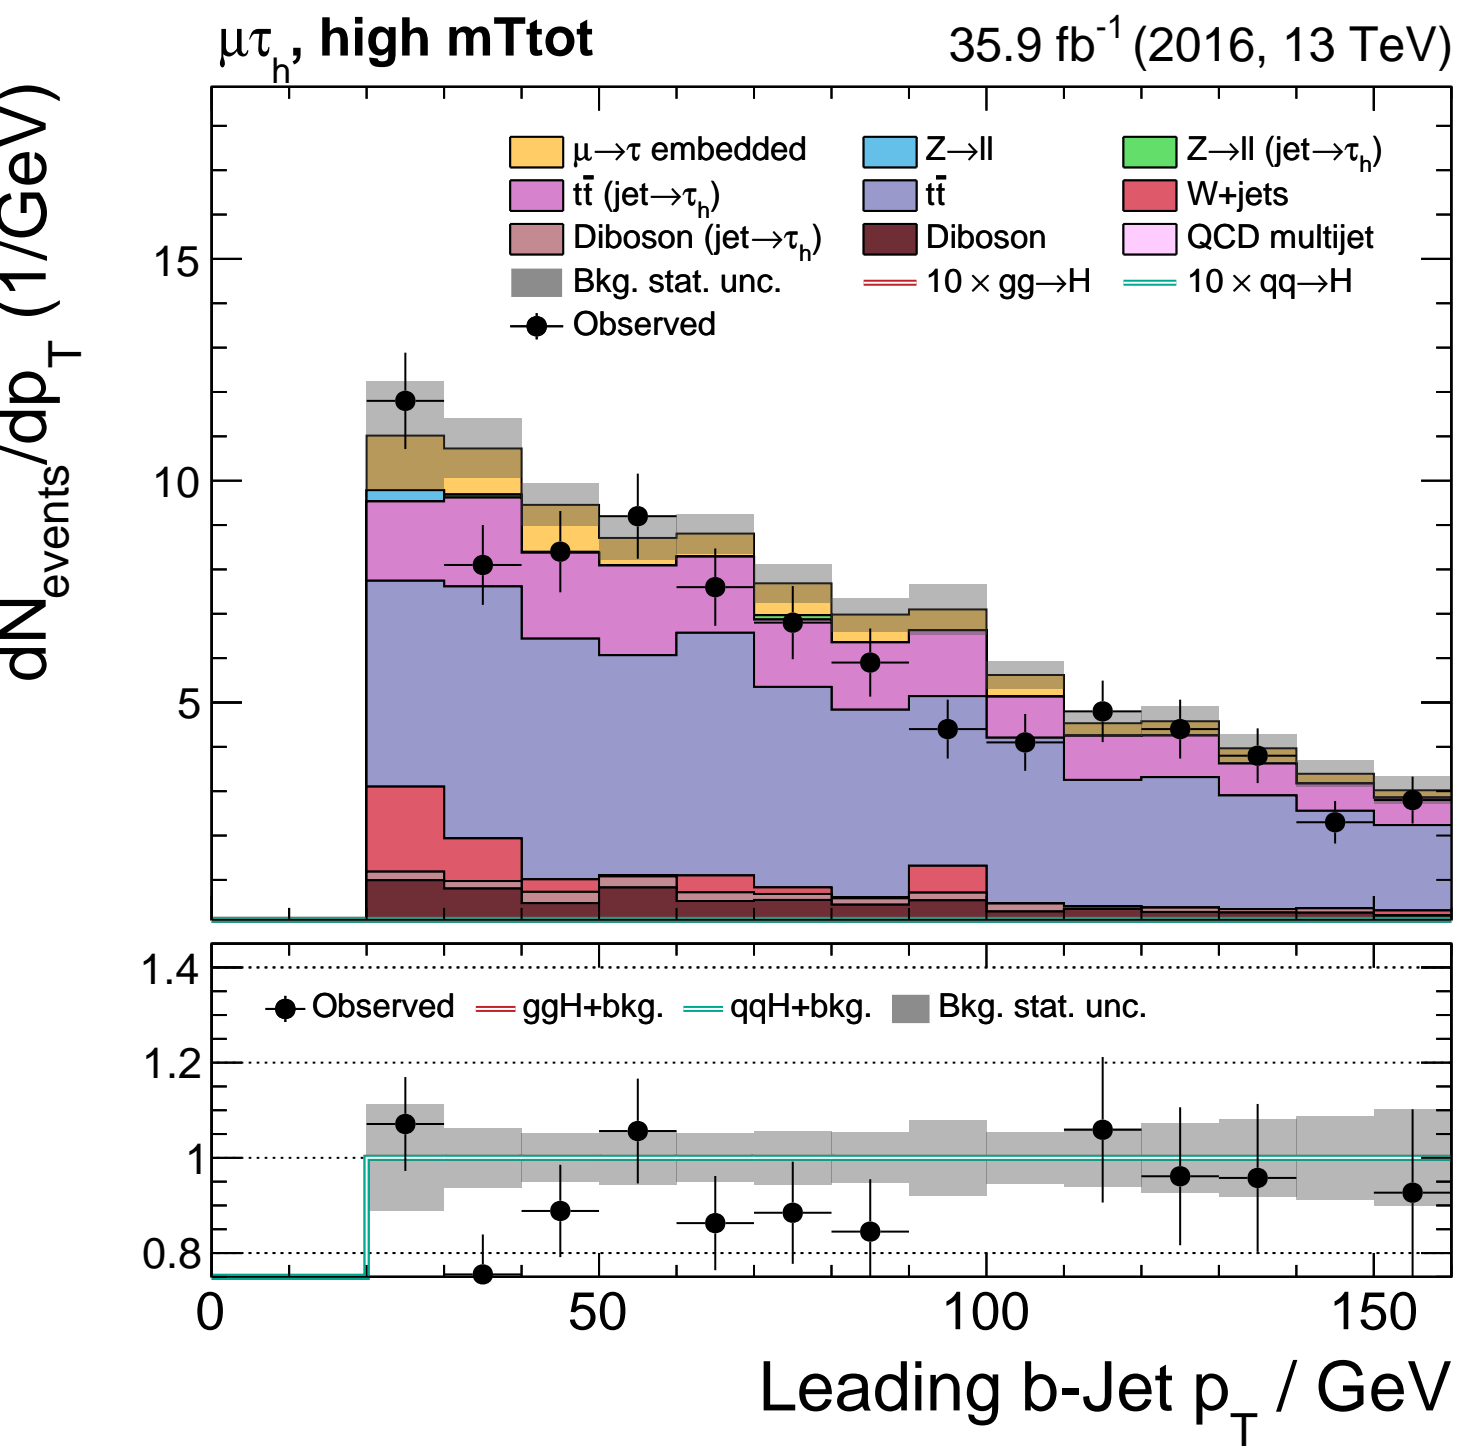 μτh, high mTtot
35.9 fb-1 (2016, 13 TeV)
dNevents/dpT (1/GeV)
μ→τ embedded
Z→ll
Z→ll (jet→τh)
tt̄ (jet→τh)
tt̄
W+jets
Diboson (jet→τh)
Diboson
QCD multijet
Bkg. stat. unc.
10 × gg→H
10 × qq→H
Observed
15
10
5
1.4
Observed
ggH+bkg.
qqH+bkg.
Bkg. stat. unc.
1.2
1
0.8
0
50
100
150
Leading b-Jet pT / GeV